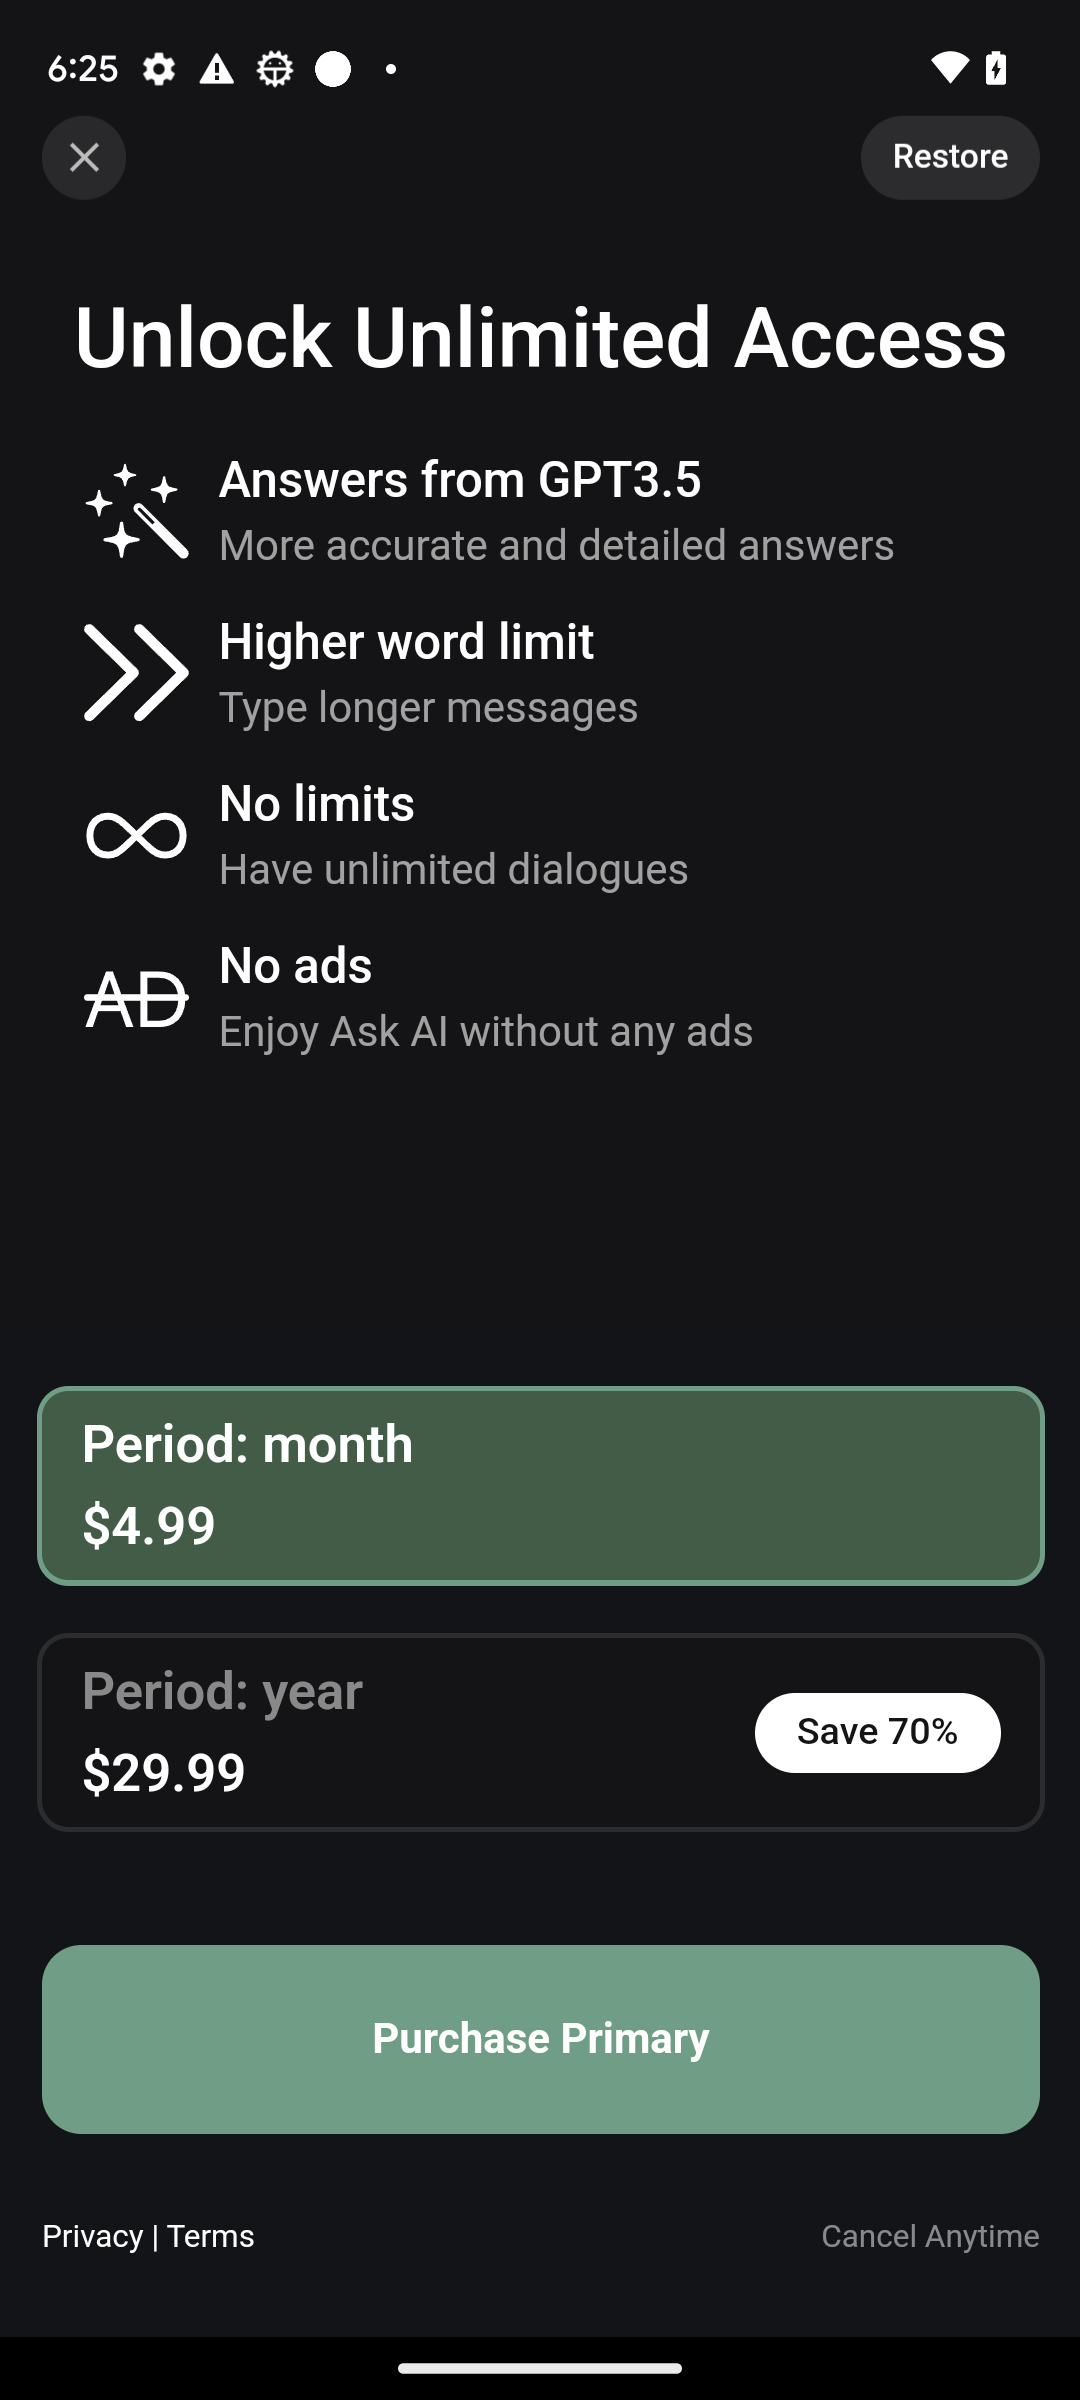 6:25
Restore
Unlock Unlimited Access
Answers from GPT3.5
More accurate and detailed answers
Higher word limit
Type longer messages
No limits
Have unlimited dialogues
AD
No ads
Enjoy Ask AI without any ads
Period: month
$4.99
Period: year
$29.99
Save 70%
Purchase Primary
Privacy | Terms
Cancel Anytime